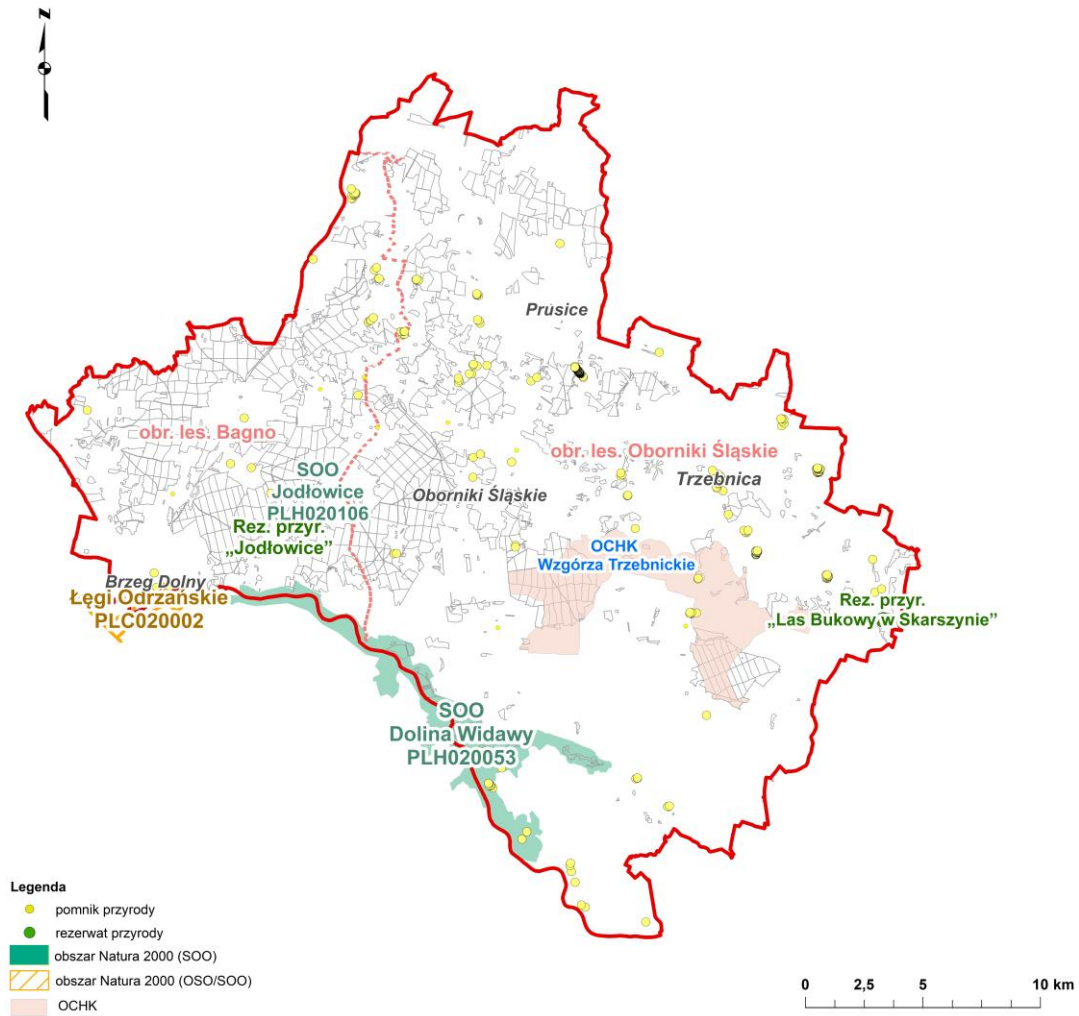 N
Prusice
obr. les. Bagno
obr. les. Oborniki Śląskie
SOO
Jodłowice
PLH020106
Oborniki Śląskie
Trzebnica
Rez. przyr.
„Jodłowice”
OCHK
Wzgórza Trzebnickie
Brzeg Dolny
Łęgi Odrzańskie
PLC020002
Rez. przyr.
„Las Bukowy w Skarszynie”
SOO
Dolina Widawy
PLH020053
Legenda
pomnik przyrody
rezerwat przyrody
obszar Natura 2000 (SOO)
obszar Natura 2000 (OSO/SOO)
OCHK
0 2,5 5 10 km